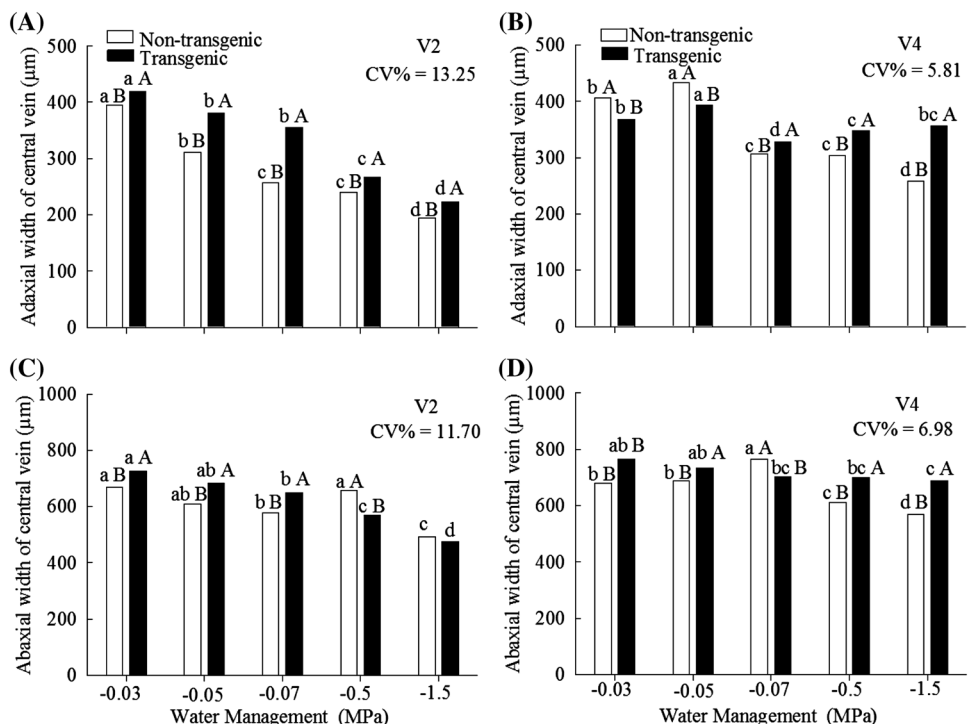 (A)
Non-transgenic
Transgenic
V2
CV% = 13.25
Adaxial width of central vein (µm)
500
400
300
200
100
0
a B
a A
b B
b A
c B
b A
c B
c A
d B
d A
(B)
Non-transgenic
Transgenic
V4
CV% = 5.81
Adaxial width of central vein (µm)
500
400
300
200
100
0
b A
b B
a A
a B
c B
d A
c B
c A
d B
bc A
(C)
V2
CV% = 11.70
Abaxial width of central vein (µm)
1000
800
600
400
200
0
a B
a A
ab B
ab A
b B
b A
a A
c B
c
d
-0.03
-0.05
-0.07
-0.5
-1.5
Water Management (MPa)
(D)
V4
CV% = 6.98
Abaxial width of central vein (µm)
1000
800
600
400
200
0
b B
ab B
b B
ab A
a A
bc B
c B
bc A
d B
c A
-0.03
-0.05
-0.07
-0.5
-1.5
Water Management (MPa)